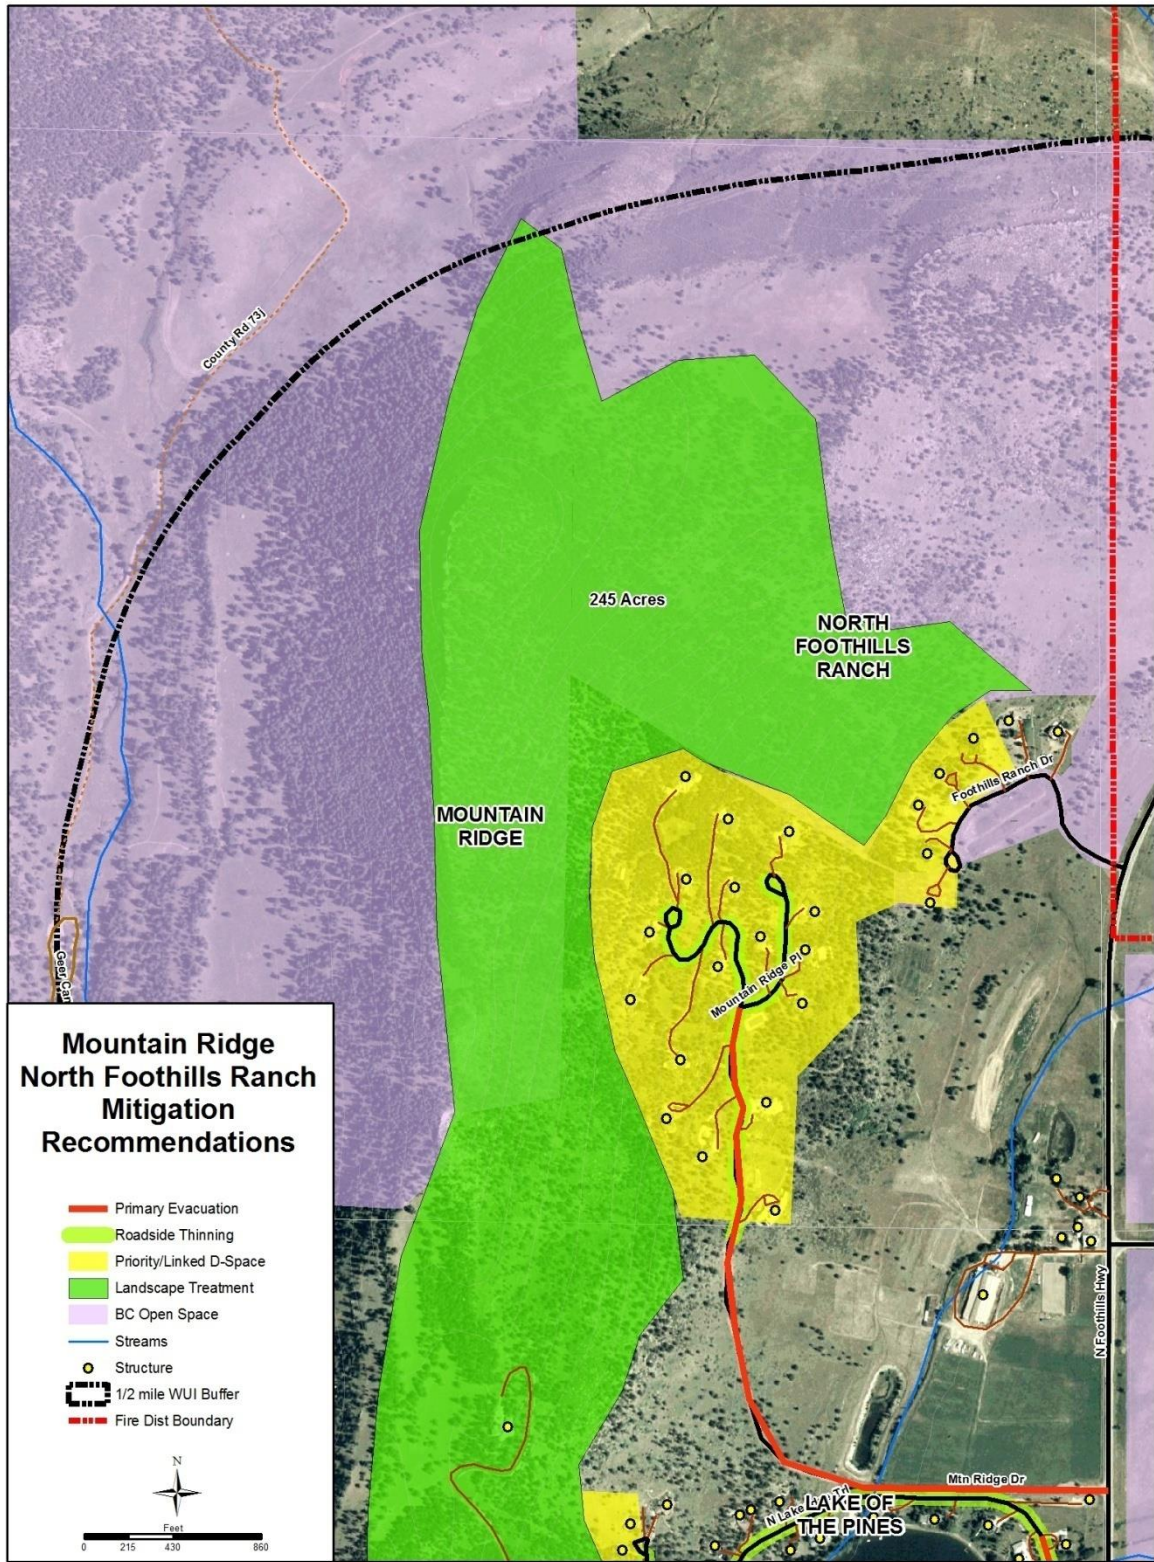 County Rd 73j
245 Acres
NORTH
FOOTHILLS
RANCH
Foothills Ranch Dr
MOUNTAIN
RIDGE
Mountain Ridge Pl
Geer Can
N Foothills Hwy
Mtn Ridge Dr
N Lake
Trl
LAKE OF
THE PINES
Mountain Ridge
North Foothills Ranch
Mitigation
Recommendations
Primary Evacuation
Roadside Thinning
Priority/Linked D-Space
Landscape Treatment
BC Open Space
Streams
Structure
1/2 mile WUI Buffer
Fire Dist Boundary
N
Feet
0 215 430 860